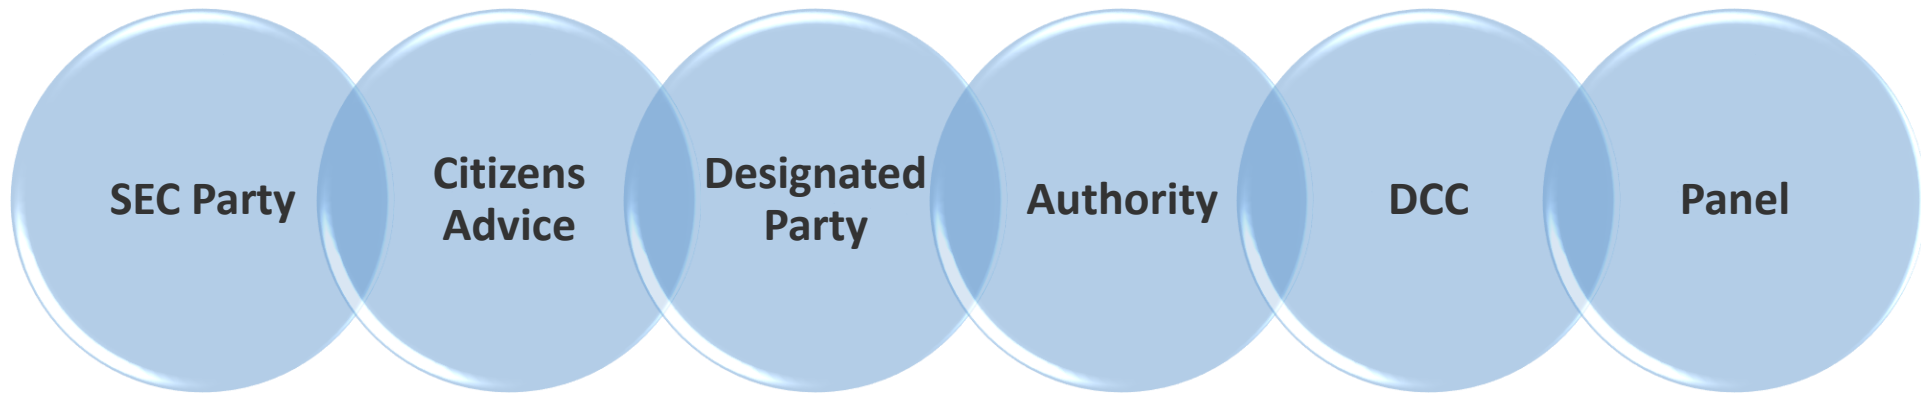 SEC Party
Citizens
Advice
Designated
Party
Authority
DCC
Panel